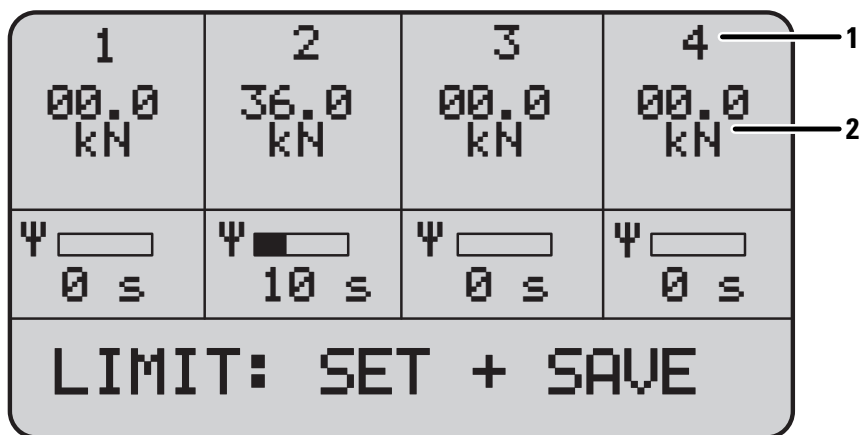 1 2 3 4 1
00.0 36.0 00.0 00.0
kN kN kN kN 2
0 s 10 s 0 s 0 s
LIMIT: SET + SAVE